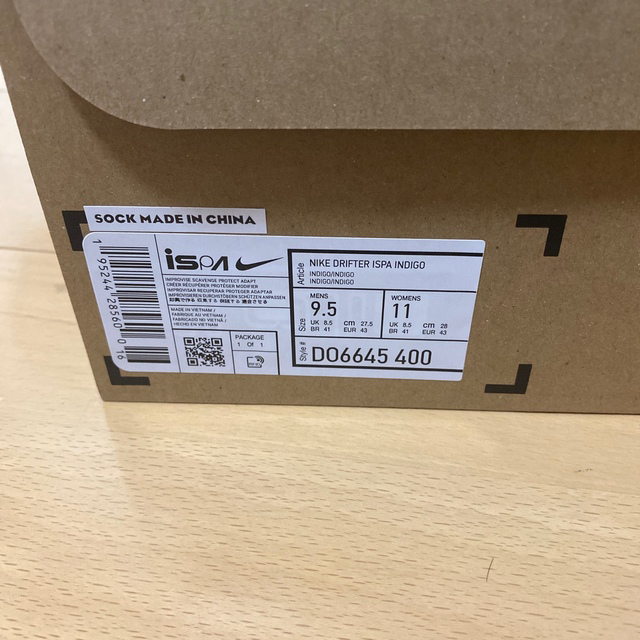 SOCK MADE IN CHINA
1 95244 28560 0 16
ISPA
IMPROVISE SCAVENGE PROTECT ADAPT
CRÉER RÉCUPÉRER PROTÉGER MODIFIER
IMPROVISAR RECUPERAR PROTEGER ADAPTAR
IMPROVISIEREN DURCHSTÖBERN SCHÜTZEN ANPASSEN
MADE IN VIETNAM /
FABRIQUE AU VIETNAM /
FABRICADO NO VIETNÃ /
HECHO EN VIETNAM
PACKAGE
1 Of 1
Article
NIKE DRIFTER ISPA INDIGO
INDIGO/INDIGO
INDIGO/INDIGO
Size
MENS
9.5
UK 8.5 cm 27.5
BR 41 EUR 43
WOMENS
11
UK 8.5 cm 28
BR 41 EUR 43
Style #
DO6645 400